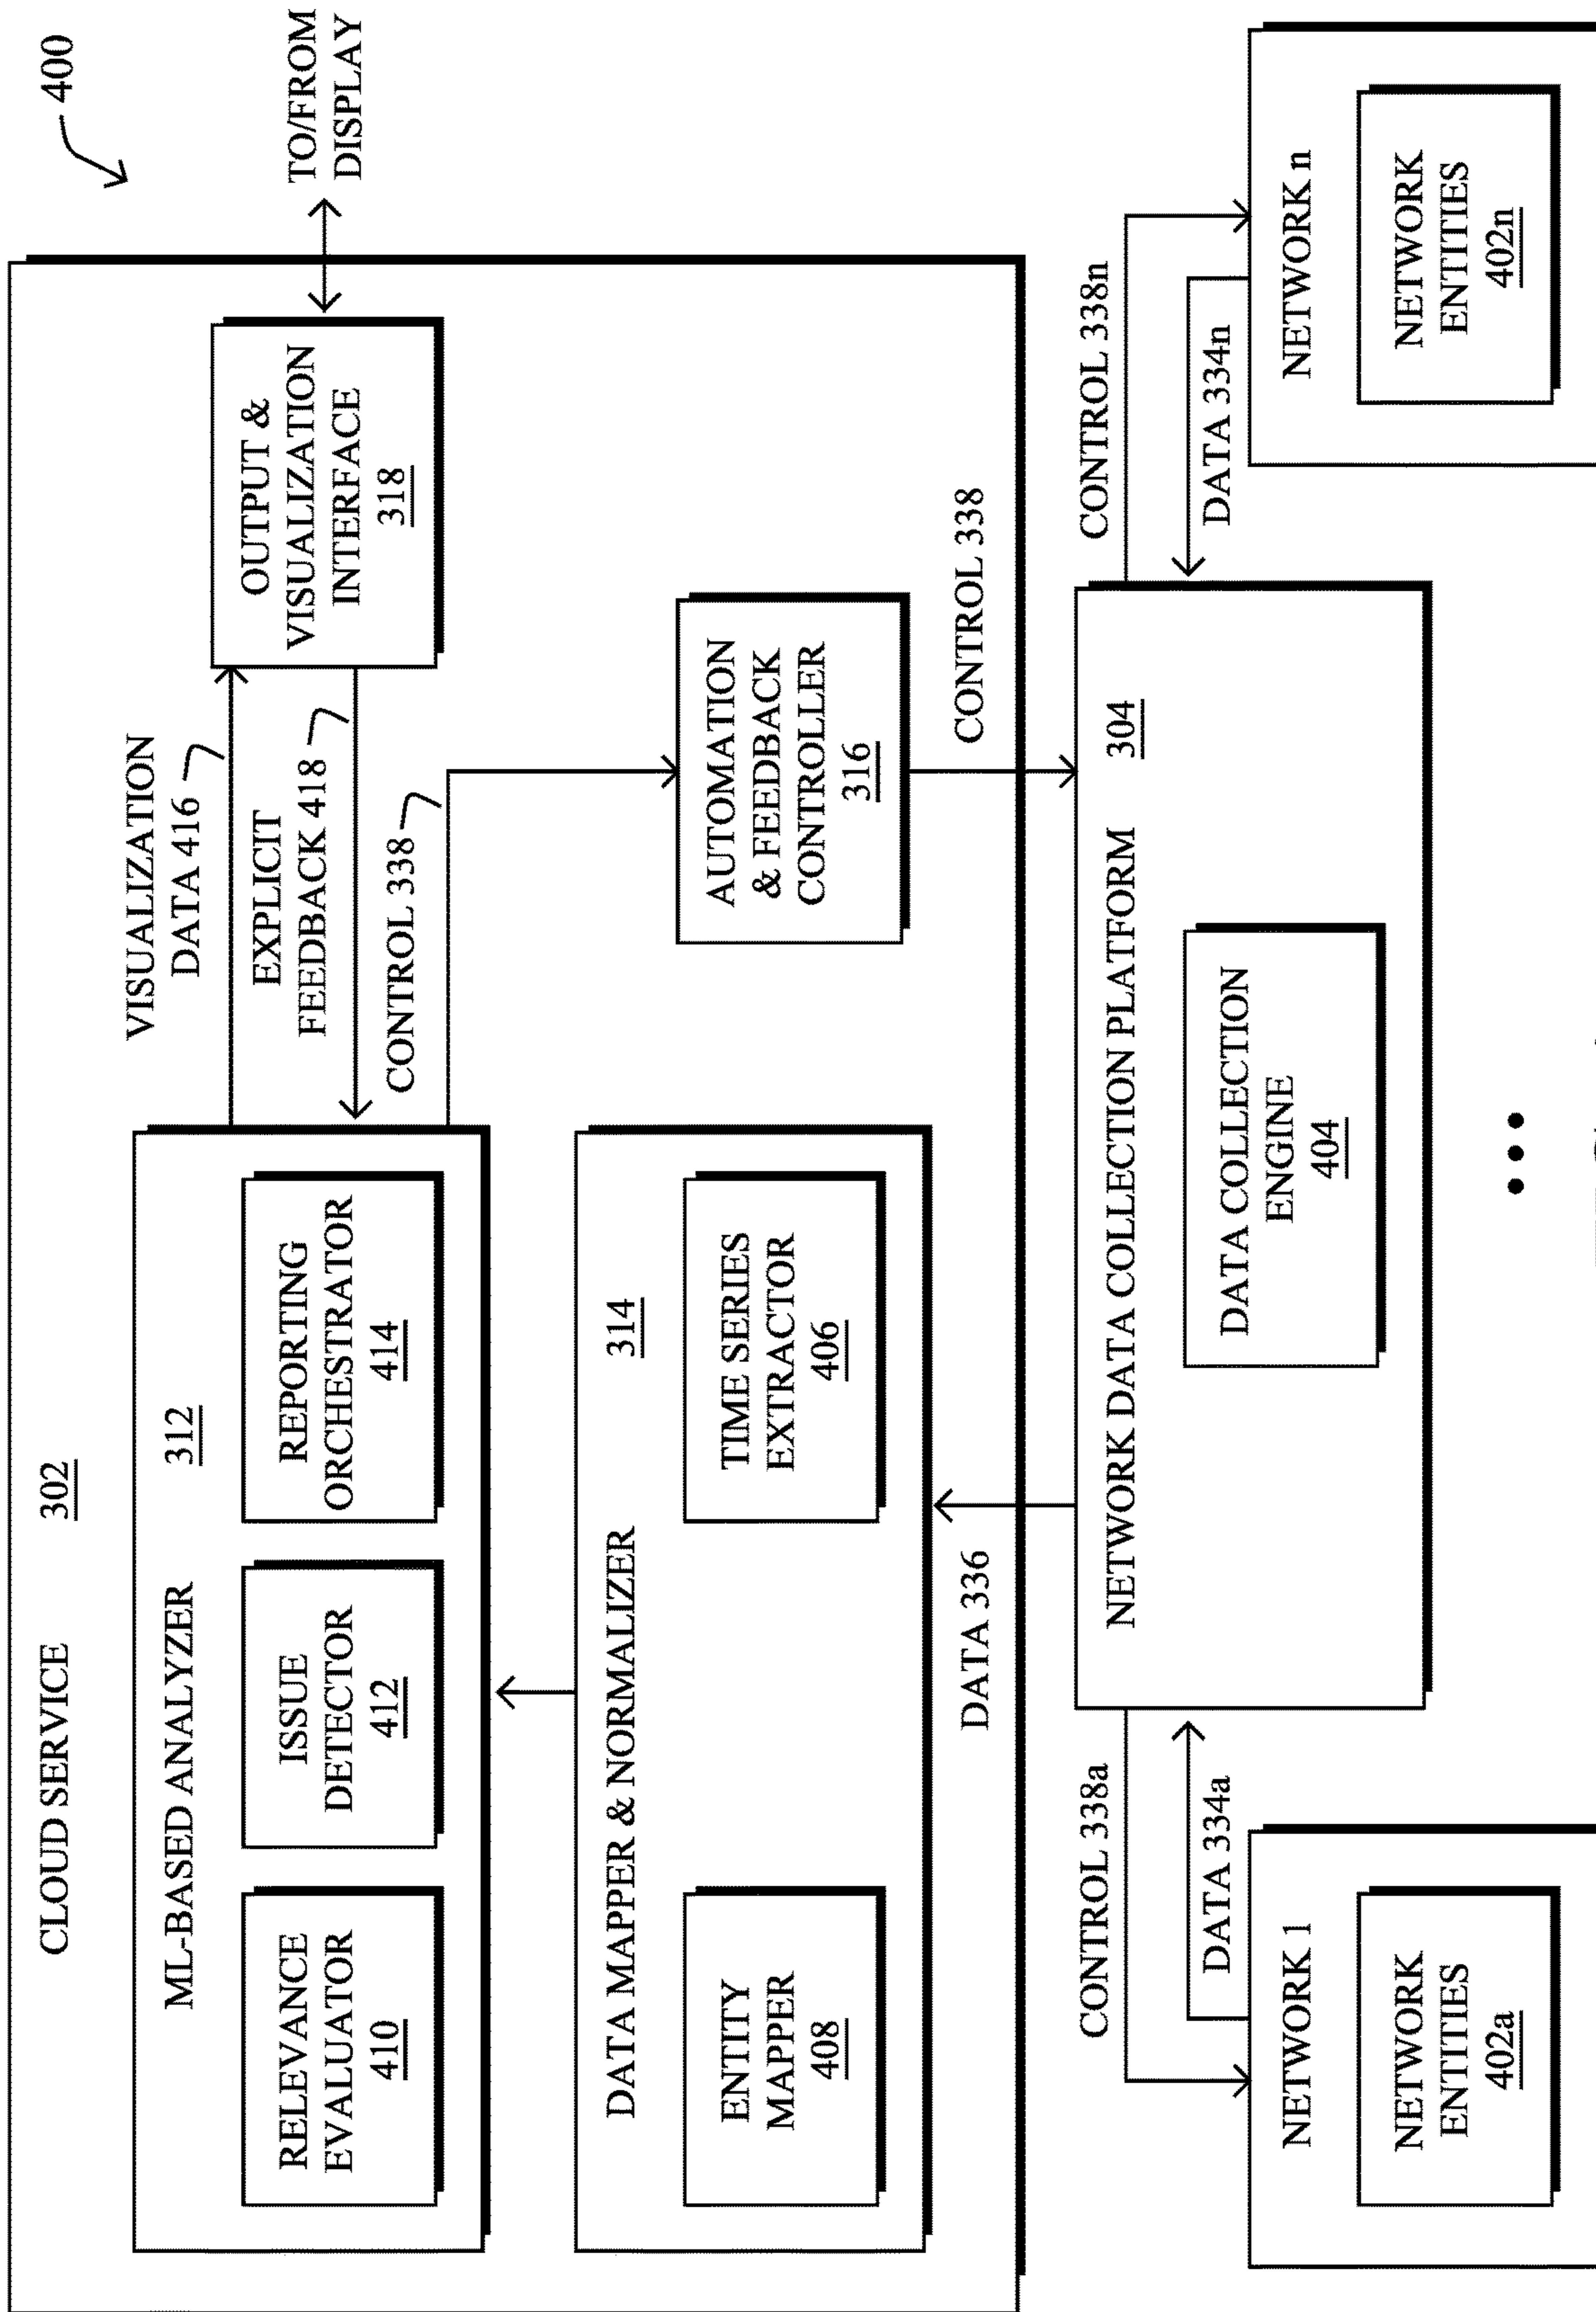 400
CLOUD SERVICE 302
TO/FROM
DISPLAY
ML-BASED ANALYZER 312
RELEVANCE
EVALUATOR
410
ISSUE
DETECTOR
412
REPORTING
ORCHESTRATOR
414
VISUALIZATION
DATA 416
EXPLICIT
FEEDBACK 418
CONTROL 338
OUTPUT &
VISUALIZATION
INTERFACE
318
DATA MAPPER & NORMALIZER 314
ENTITY
MAPPER
408
TIME SERIES
EXTRACTOR
406
AUTOMATION
& FEEDBACK
CONTROLLER
316
DATA 336
CONTROL 338
CONTROL 338a
DATA 334a
NETWORK DATA COLLECTION PLATFORM 304
DATA COLLECTION
ENGINE
404
CONTROL 338n
DATA 334n
NETWORK 1
NETWORK
ENTITIES
402a
NETWORK n
NETWORK
ENTITIES
402n